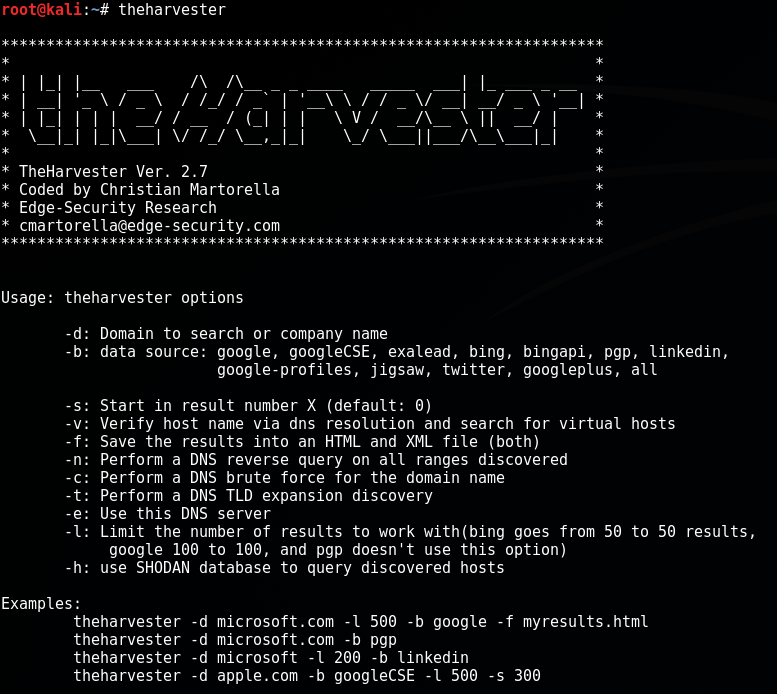 root@kali:~# theharvester

*******************************************************************
*                                                                 *
* | |_| |__   ___    /\  /\__ _ _ ____   _____  ___| |_ ___ _ __  *
* | __| '_ \ / _ \  / /_/ / _` | '__\ \ / / _ \/ __| __/ _ \ '__| *
* | |_| | | |  __/ / __  / (_| | |   \ V /  __/\__ \ ||  __/ |    *
*  \__|_| |_|\___| \/ /_/ \__,_|_|    \_/ \___||___/\__\___|_|    *
*                                                                 *
* TheHarvester Ver. 2.7                                           *
* Coded by Christian Martorella                                   *
* Edge-Security Research                                          *
* cmartorella@edge-security.com                                   *
*******************************************************************

Usage: theharvester options

       -d: Domain to search or company name
       -b: data source: google, googleCSE, exalead, bing, bingapi, pgp, linkedin,
                        google-profiles, jigsaw, twitter, googleplus, all

       -s: Start in result number X (default: 0)
       -v: Verify host name via dns resolution and search for virtual hosts
       -f: Save the results into an HTML and XML file (both)
       -n: Perform a DNS reverse query on all ranges discovered
       -c: Perform a DNS brute force for the domain name
       -t: Perform a DNS TLD expansion discovery
       -e: Use this DNS server
       -l: Limit the number of results to work with(bing goes from 50 to 50 results,
            google 100 to 100, and pgp doesn't use this option)
       -h: use SHODAN database to query discovered hosts

Examples:
        theharvester -d microsoft.com -l 500 -b google -f myresults.html
        theharvester -d microsoft.com -b pgp
        theharvester -d microsoft -l 200 -b linkedin
        theharvester -d apple.com -b googleCSE -l 500 -s 300